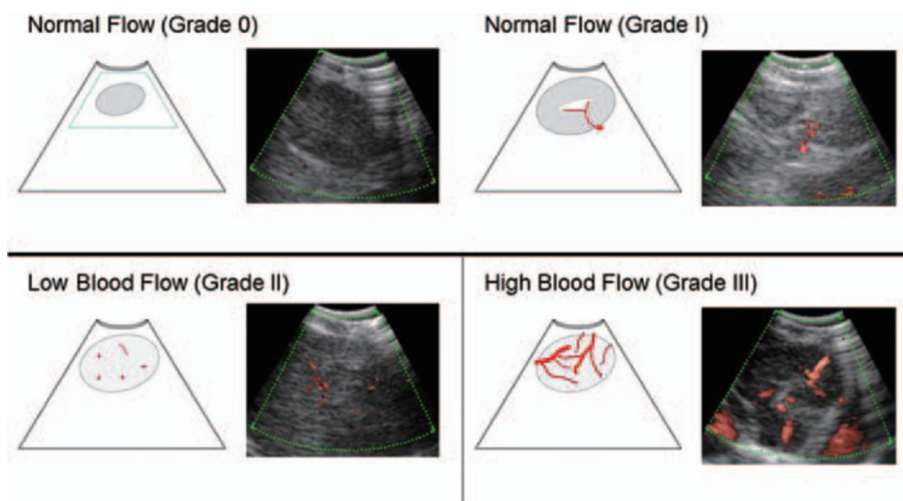 Normal Flow (Grade 0)
Normal Flow (Grade I)
Low Blood Flow (Grade II)
High Blood Flow (Grade III)